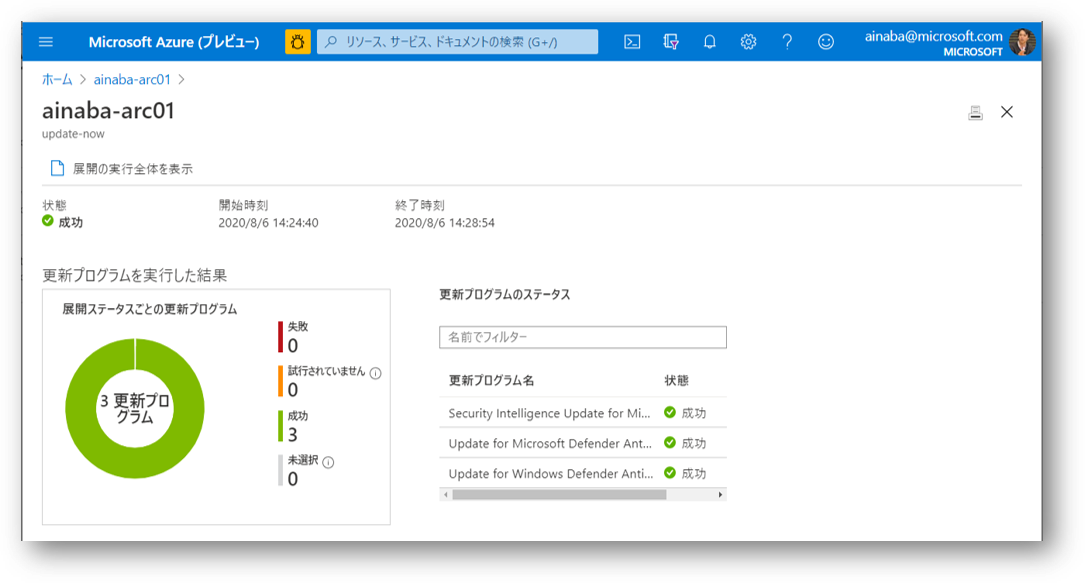 Microsoft Azure (プレビュー)
リソース、サービス、ドキュメントの検索 (G+/)
ainaba@microsoft.com
MICROSOFT
ホーム > ainaba-arc01 >
ainaba-arc01
update-now
展開の実行全体を表示
状態 開始時刻 終了時刻
成功 2020/8/6 14:24:40 2020/8/6 14:28:54
更新プログラムを実行した結果
展開ステータスごとの更新プログラム
3 更新プロ
グラム
失敗
0
試行されていません
0
成功
3
未選択
0
更新プログラムのステータス
名前でフィルター
更新プログラム名 状態
Security Intelligence Update for Mi... 成功
Update for Microsoft Defender Ant... 成功
Update for Windows Defender Anti... 成功